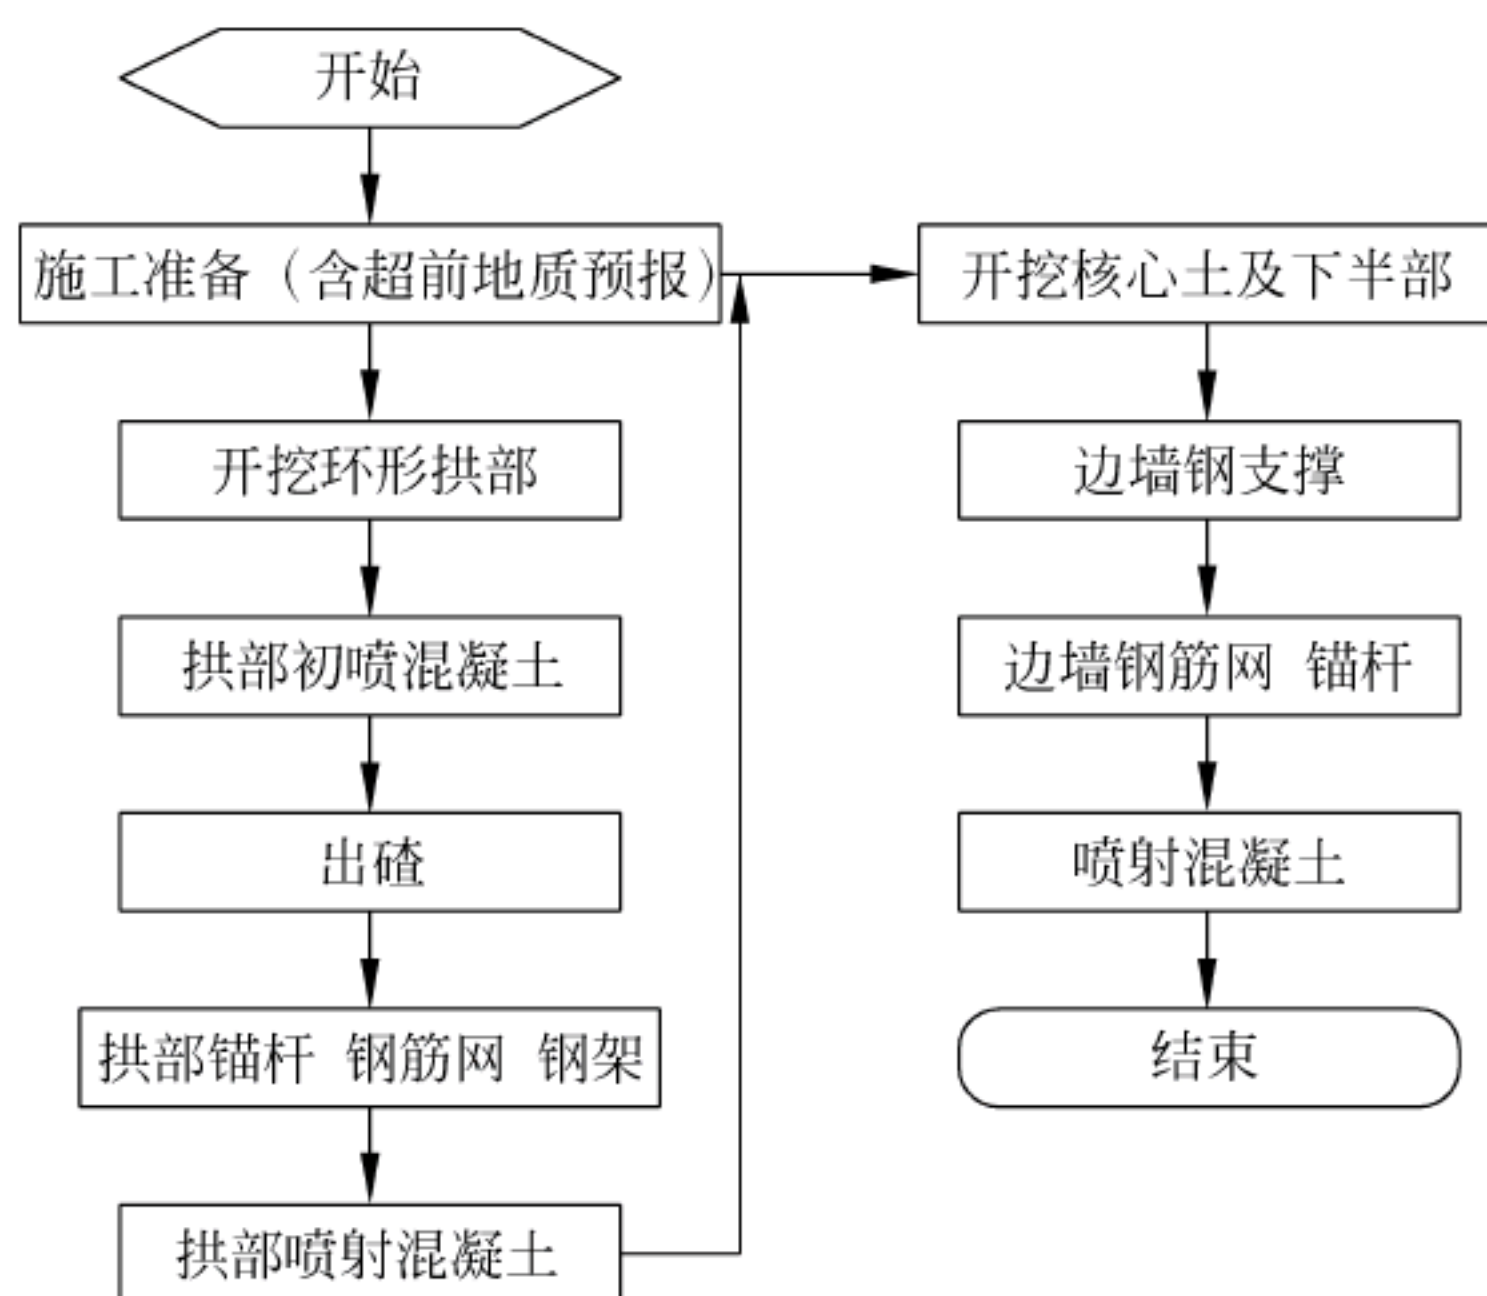 开始
施工准备（含超前地质预报）
开挖环形拱部
拱部初喷混凝土
出碴
拱部锚杆 钢筋网 钢架
拱部喷射混凝土
开挖核心土及下半部
边墙钢支撑
边墙钢筋网 锚杆
喷射混凝土
结束